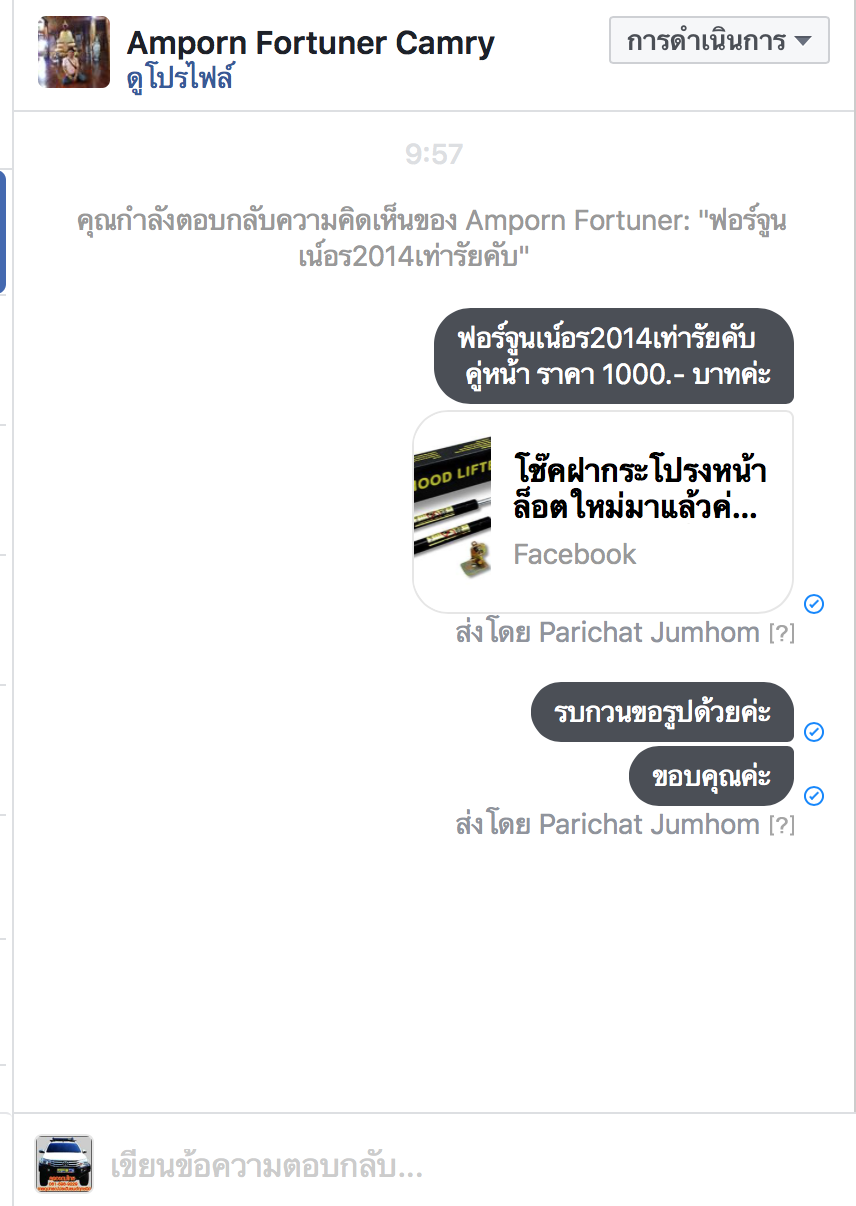 Amporn Fortuner Camry
การดำเนินการ
ดูโปรไฟล์
9:57
คุณกำลังตอบกลับความคิดเห็นของ Amporn Fortuner: "ฟอร์จูน
เน์อร2014เท่ารัยคับ"
ฟอร์จูนเน์อร2014เท่ารัยคับ
คู่หน้า ราคา 1000.- บาทค่ะ
HOOD LIFTE
โช๊คฝากระโปรงหน้า
ล็อตใหม่มาแล้วค่...
Facebook
ส่งโดย Parichat Jumhom [?]
รบกวนขอรูปด้วยค่ะ
ขอบคุณค่ะ
ส่งโดย Parichat Jumhom [?]
เขียนข้อความตอบกลับ...